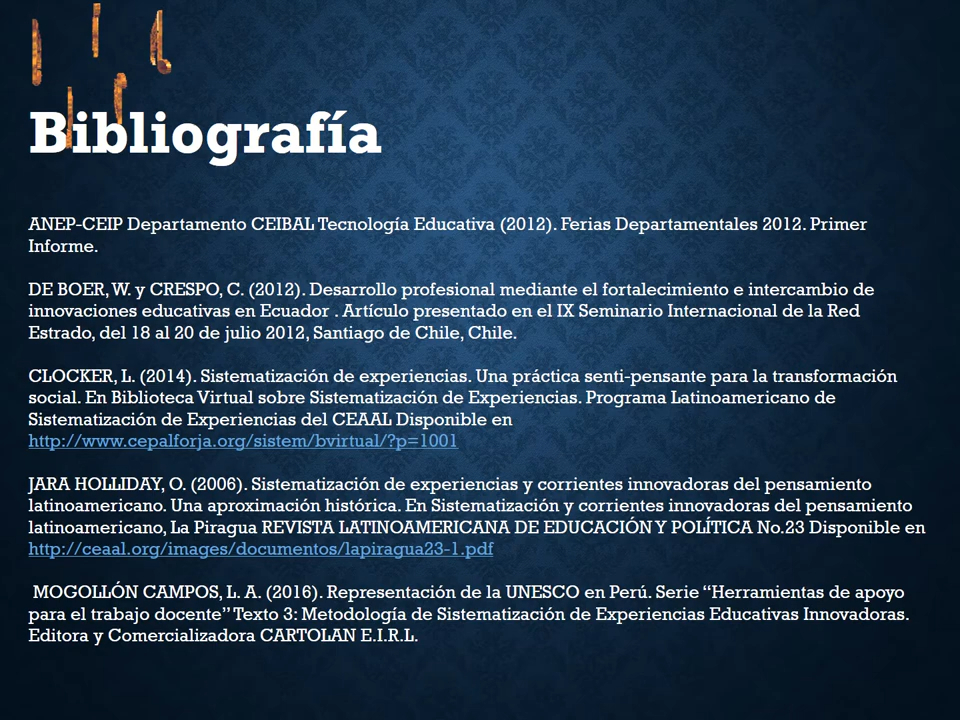 Bibliografía
ANEP-CEIP Departamento CEIBAL Tecnología Educativa (2012). Ferias Departamentales 2012. Primer
Informe.
DE BOER, W. y CRESPO, C. (2012). Desarrollo profesional mediante el fortalecimiento e intercambio de
innovaciones educativas en Ecuador . Artículo presentado en el IX Seminario Internacional de la Red
Estrado, del 18 al 20 de julio 2012, Santiago de Chile, Chile.
CLOCKER, L. (2014). Sistematización de experiencias. Una práctica senti-pensante para la transformación
social. En Biblioteca Virtual sobre Sistematización de Experiencias. Programa Latinoamericano de
Sistematización de Experiencias del CEAAL Disponible en
http://www.cepalforja.org/sistem/bvirtual/?p=1001
JARA HOLLIDAY, O. (2006). Sistematización de experiencias y corrientes innovadoras del pensamiento
latinoamericano. Una aproximación histórica. En Sistematización y corrientes innovadoras del pensamiento
latinoamericano, La Piragua REVISTA LATINOAMERICANA DE EDUCACIÓN Y POLÍTICA No.23 Disponible en
http://ceaal.org/images/documentos/lapiragua23-1.pdf
MOGOLLÓN CAMPOS, L. A. (2016). Representación de la UNESCO en Perú. Serie “Herramientas de apoyo
para el trabajo docente” Texto 3: Metodología de Sistematización de Experiencias Educativas Innovadoras.
Editora y Comercializadora CARTOLAN E.I.R.L.